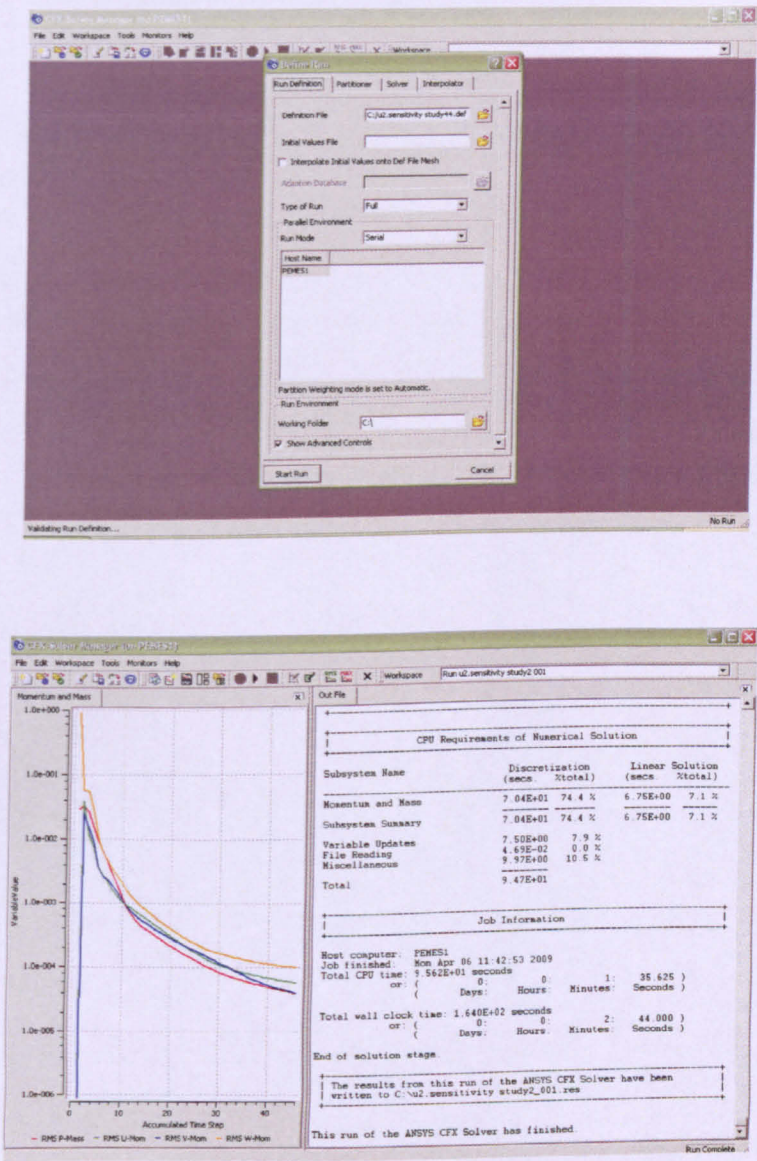 File Edit Workspace Tools Monitors Help
Workspace
Define Run
Run Definition Partitioner Solver Interpolator
Definition File C:/u2.sensitivity study44.def
Initial Values File
Interpolate Initial Values onto Def File Mesh
Adaption Database
Type of Run Full
Parallel Environment
Run Mode Serial
Host Name
PEMES1
Partition Weighting mode is set to Automatic.
Run Environment
Working Folder C:\
Show Advanced Controls
Start Run Cancel
Validating Run Definition... No Run
CFX Solver Manager on PEMES1
File Edit Workspace Tools Monitors Help
Workspace Run u2.sensitivity study2 001
Momentum and Mass
Variable Value
1.0e+000
1.0e-001
1.0e-002
1.0e-003
1.0e-004
1.0e-005
1.0e-006
0 10 20 30 40
Accumulated Time Step
RMS P-Mass RMS U-Mom RMS V-Mom RMS W-Mom
Out File
CPU Requirements of Numerical Solution
Subsystem Name Discretization Linear Solution
(secs. %total) (secs. %total)
Momentum and Mass 7.04E+01 74.4 % 6.75E+00 7.1 %
Subsystem Summary 7.04E+01 74.4 % 6.75E+00 7.1 %
Variable Updates 7.50E+00 7.9 %
File Reading 4.69E-02 0.0 %
Miscellaneous 9.97E+00 10.5 %
Total 9.47E+01
Job Information
Host computer: PEMES1
Job finished: Mon Apr 06 11:42:53 2009
Total CPU time: 9.562E+01 seconds
or: ( 0: 0: 1: 35.625 )
( Days: Hours: Minutes: Seconds )
Total wall clock time: 1.640E+02 seconds
or: ( 0: 0: 2: 44.000 )
( Days: Hours: Minutes: Seconds )
End of solution stage.
The results from this run of the ANSYS CFX Solver have been
written to C:\u2.sensitivity study2_001.res
This run of the ANSYS CFX Solver has finished.
Run Complete